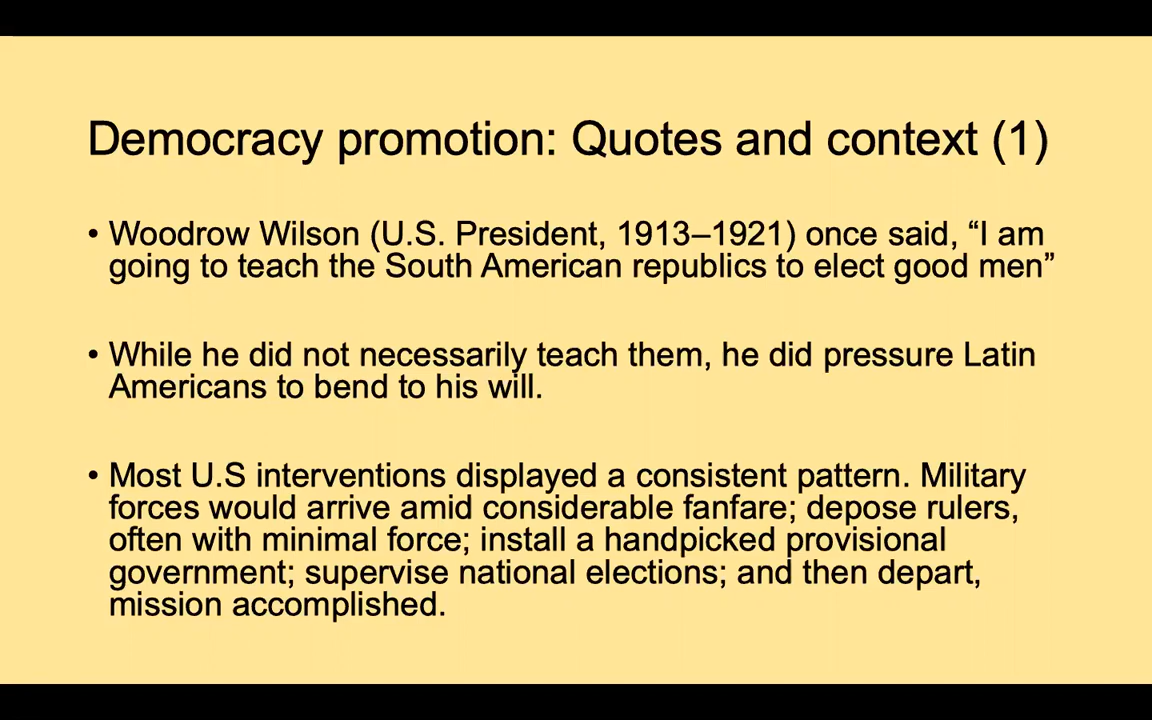 Democracy promotion: Quotes and context (1)
• Woodrow Wilson (U.S. President, 1913–1921) once said, “I am
going to teach the South American republics to elect good men”
• While he did not necessarily teach them, he did pressure Latin
Americans to bend to his will.
• Most U.S interventions displayed a consistent pattern. Military
forces would arrive amid considerable fanfare; depose rulers,
often with minimal force; install a handpicked provisional
government; supervise national elections; and then depart,
mission accomplished.